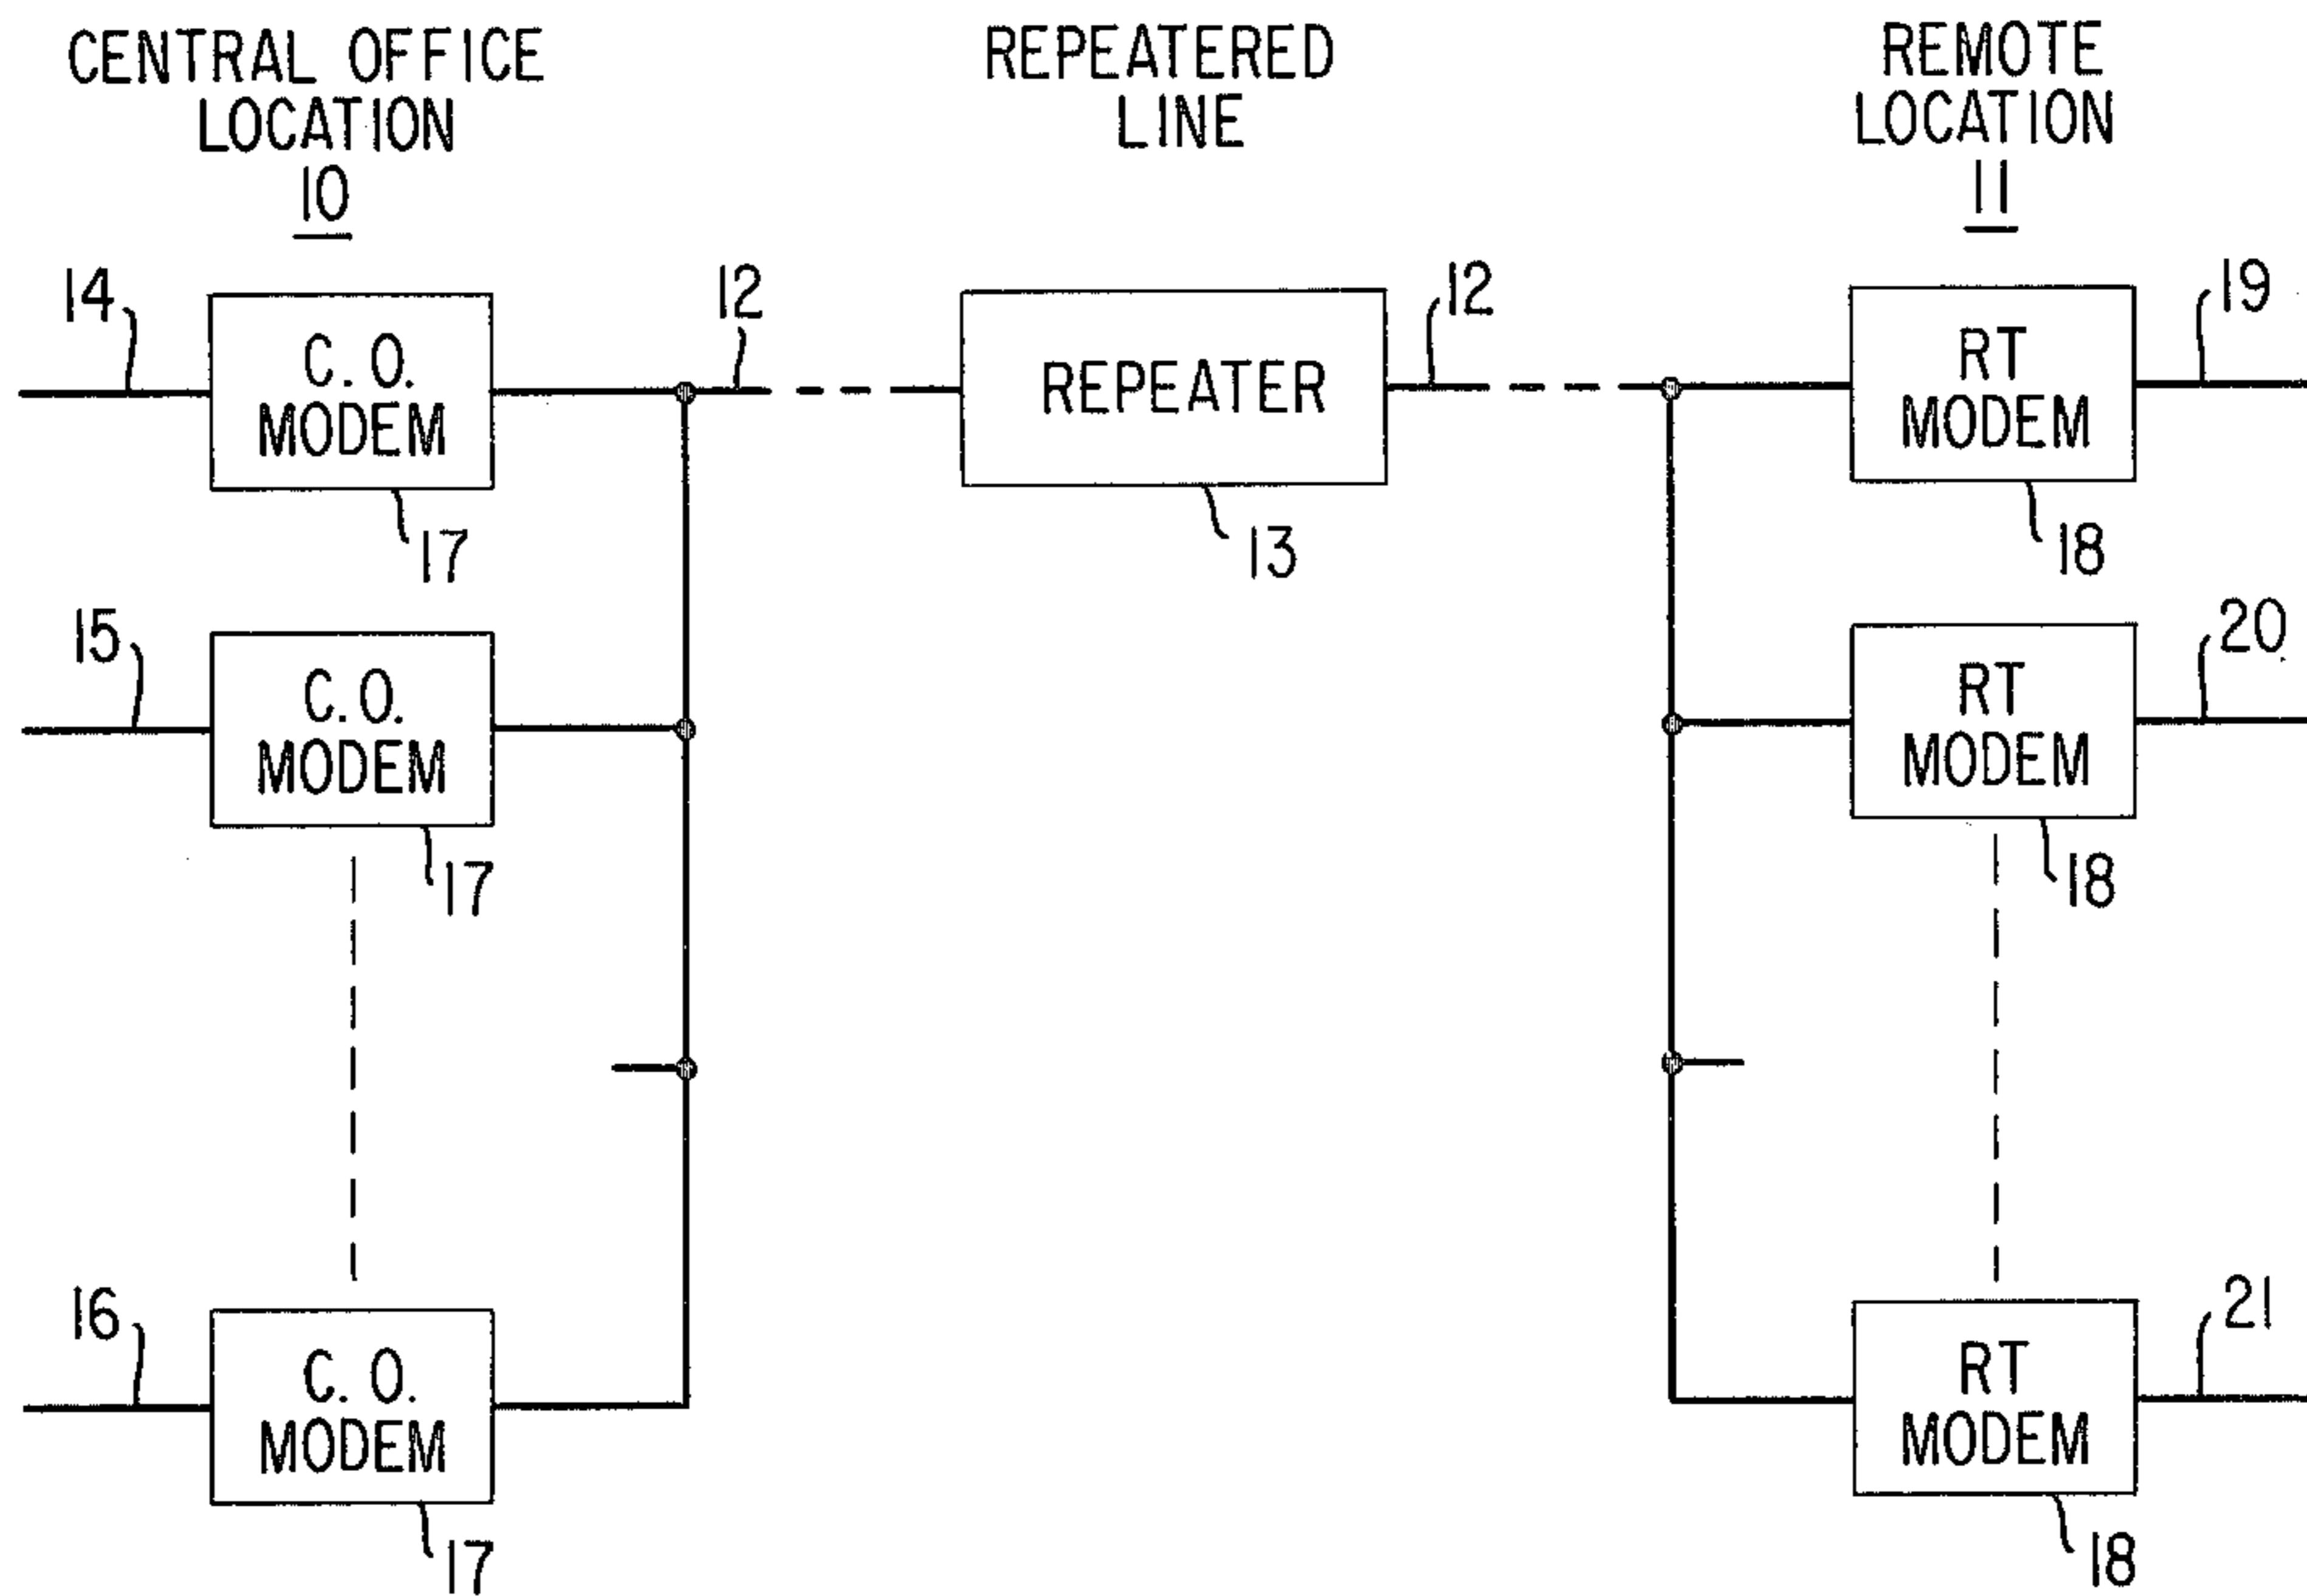 CENTRAL OFFICE
LOCATION
10
REPEATERED
LINE
REMOTE
LOCATION
11
14
C.O.
MODEM
17
12
REPEATER
13
12
RT
MODEM
18
19
15
C.O.
MODEM
17
RT
MODEM
18
20
16
C.O.
MODEM
17
RT
MODEM
18
21